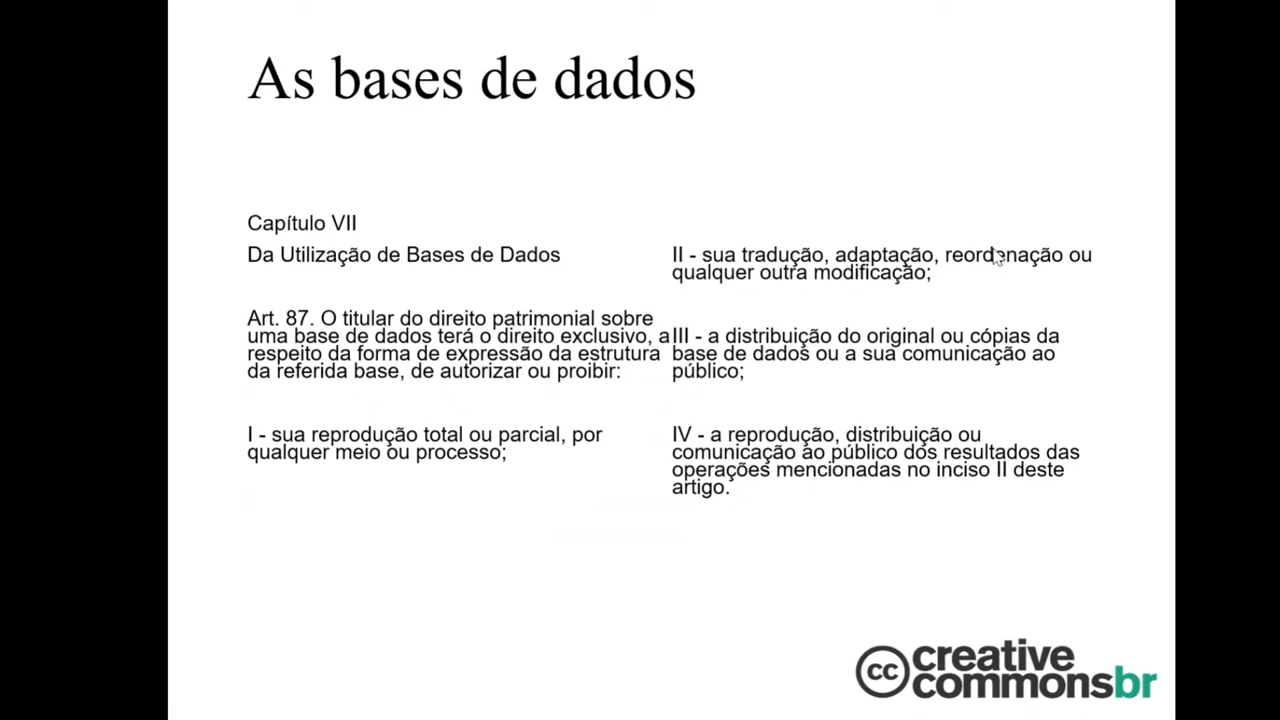 As bases de dados
Capítulo VII
Da Utilização de Bases de Dados
Art. 87. O titular do direito patrimonial sobre
uma base de dados terá o direito exclusivo, a
respeito da forma de expressão da estrutura
da referida base, de autorizar ou proibir:
I - sua reprodução total ou parcial, por
qualquer meio ou processo;
II - sua tradução, adaptação, reordenação ou
qualquer outra modificação;
III - a distribuição do original ou cópias da
base de dados ou a sua comunicação ao
público;
IV - a reprodução, distribuição ou
comunicação ao público dos resultados das
operações mencionadas no inciso II deste
artigo.
cc creative
commonsbr